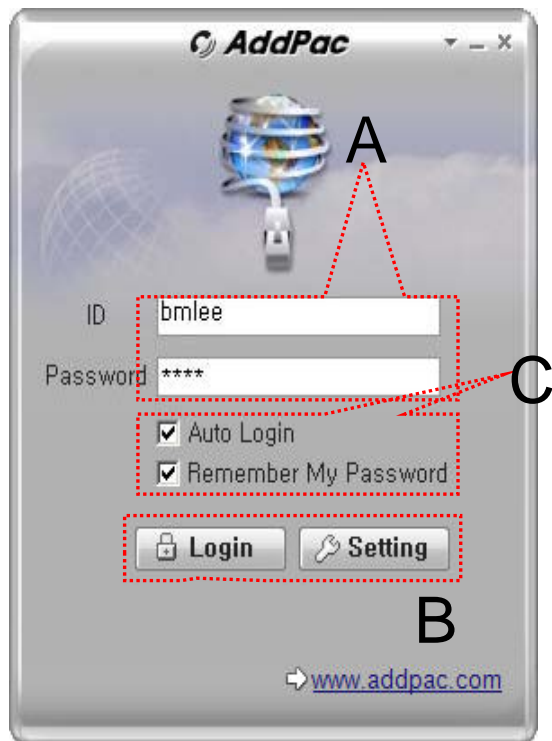 AddPac
A
ID bmlee
Password ****
C
Auto Login
Remember My Password
Login Setting
B
www.addpac.com